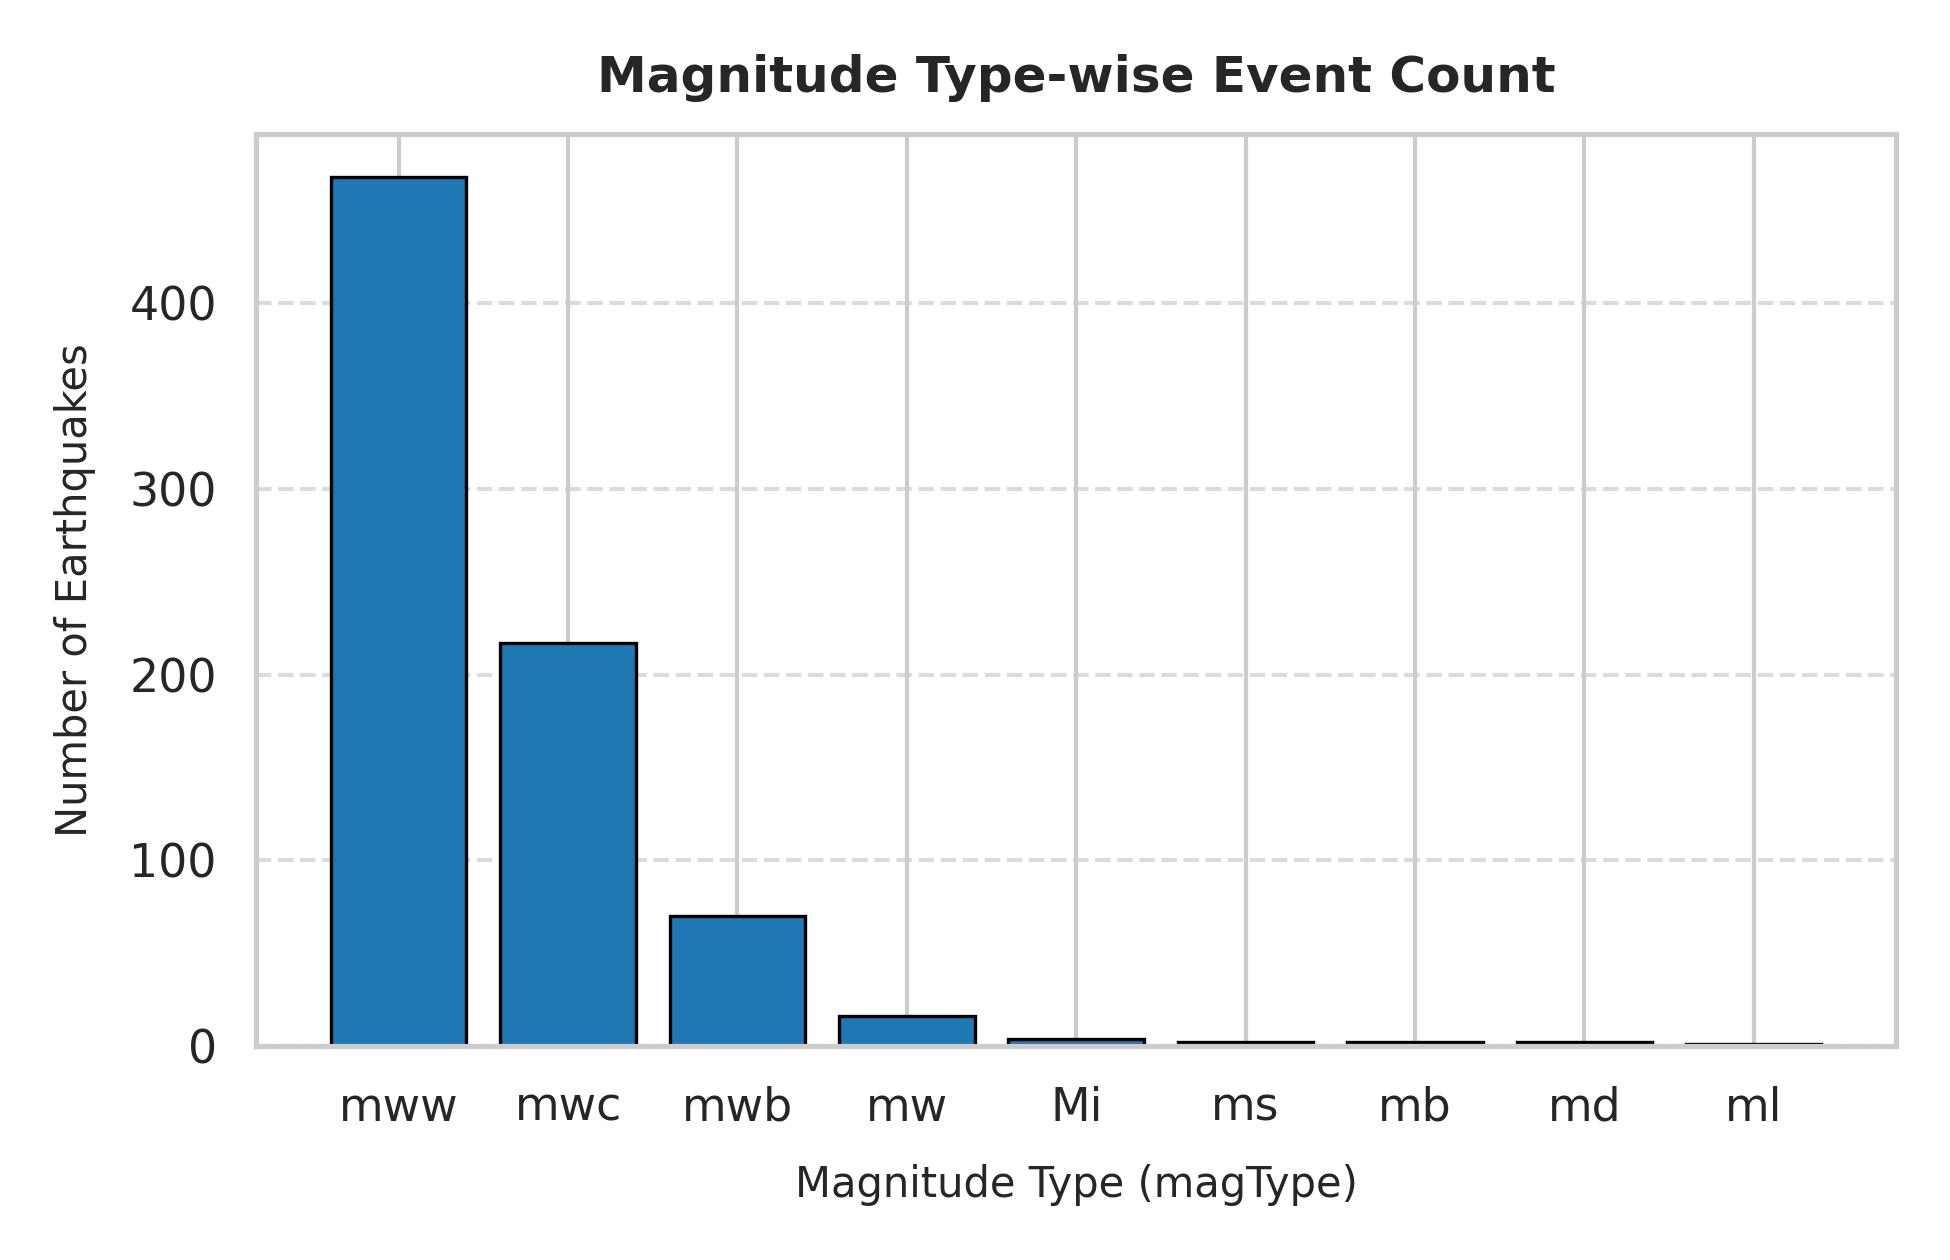 Magnitude Type-wise Event Count
Number of Earthquakes
400
300
200
100
0
mww mwc mwb mw Mi ms mb md ml
Magnitude Type (magType)